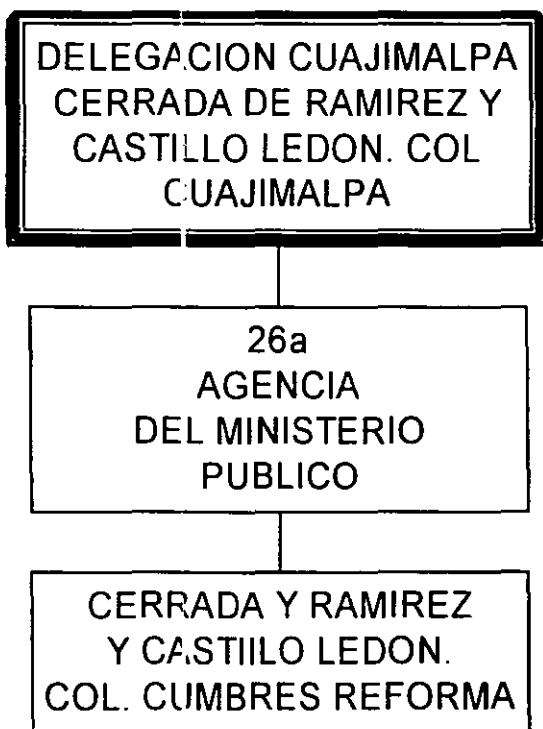 DELEGACION CUAJIMALPA
CERRADA DE RAMIREZ Y
CASTILLO LEDON. COL
CUAJIMALPA
26a
AGENCIA
DEL MINISTERIO
PUBLICO
CERRADA Y RAMIREZ
Y CASTIILO LEDON.
COL. CUMBRES REFORMA